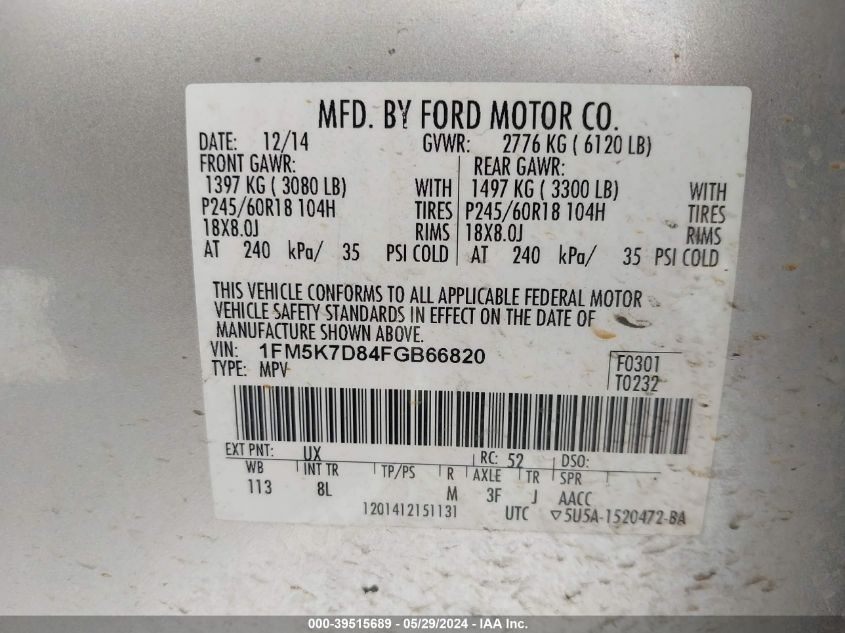 MFD. BY FORD MOTOR CO.
DATE: 12/14 GVWR: 2776 KG ( 6120 LB)
FRONT GAWR: REAR GAWR:
1397 KG ( 3080 LB) WITH 1497 KG ( 3300 LB) WITH
P245/60R18 104H TIRES P245/60R18 104H TIRES
18X8.0J RIMS 18X8.0J RIMS
AT 240 kPa/ 35 PSI COLD AT 240 kPa/ 35 PSI COLD
THIS VEHICLE CONFORMS TO ALL APPLICABLE FEDERAL MOTOR
VEHICLE SAFETY STANDARDS IN EFFECT ON THE DATE OF
MANUFACTURE SHOWN ABOVE.
VIN: 1FM5K7D84FGB66820 F0301
TYPE: MPV T0232
EXT PNT: UX RC: 52 DSO:
WB INT TR TP/PS R AXLE TR SPR
113 8L M 3F J AACC
1201412151131 UTC ▽5U5A-1520472-BA
000-39515689 - 05/29/2024 - IAA Inc.